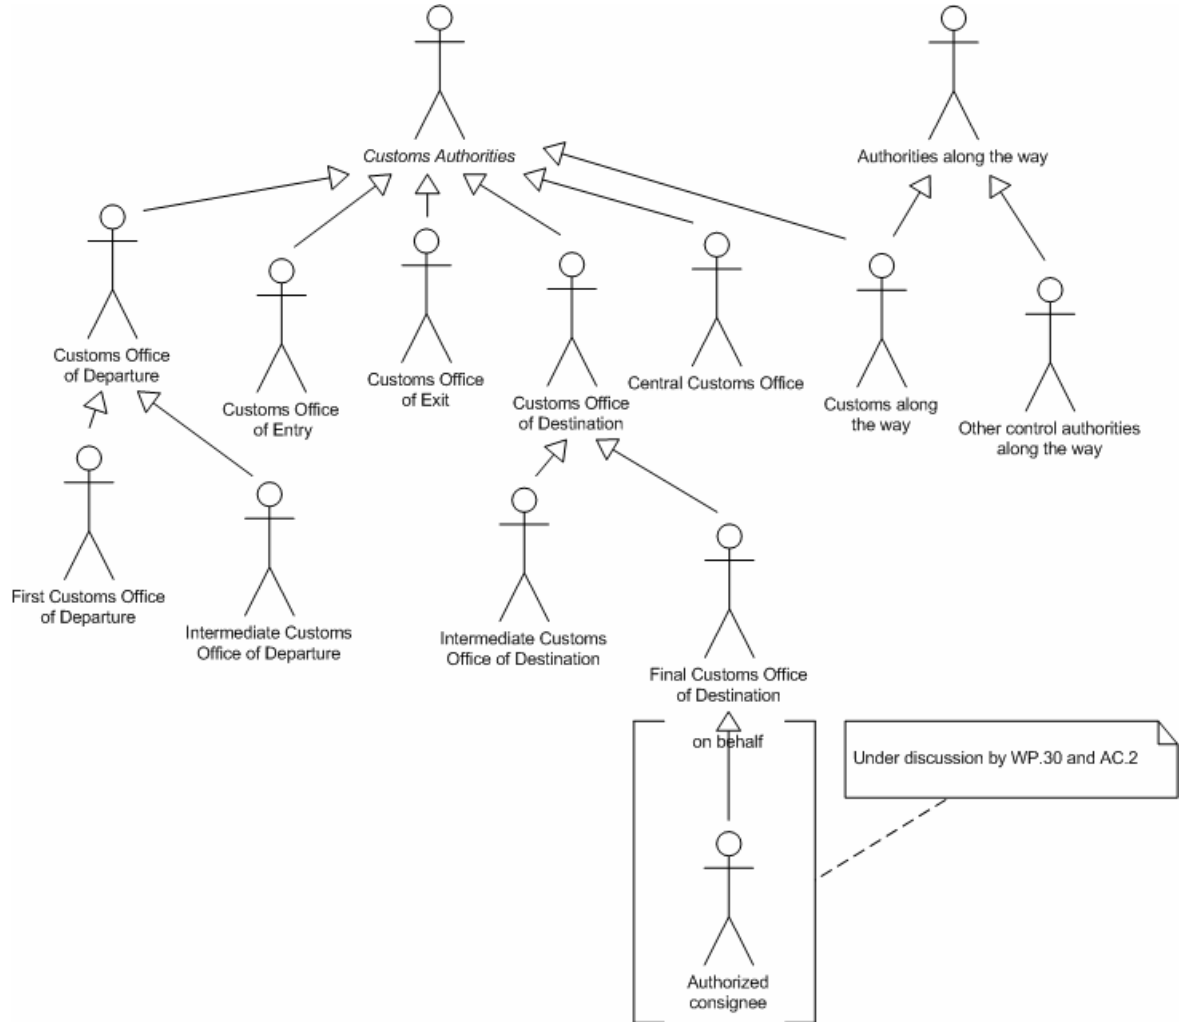 Customs Authorities
Authorities along the way
Customs Office
of Departure
Customs Office
of Entry
Customs Office
of Exit
Customs Office
of Destination
Central Customs Office
Customs along
the way
Other control authorities
along the way
First Customs Office
of Departure
Intermediate Customs
Office of Departure
Intermediate Customs
Office of Destination
Final Customs Office
of Destination
on behalf
Under discussion by WP.30 and AC.2
Authorized
consignee